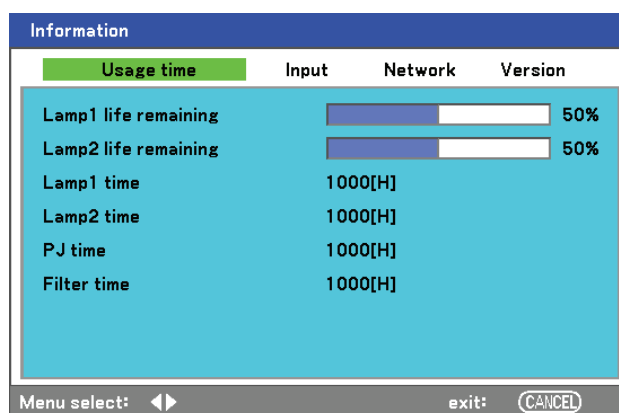 Information
Usage time Input Network Version
Lamp1 life remaining 50%
Lamp2 life remaining 50%
Lamp1 time 1000[H]
Lamp2 time 1000[H]
PJ time 1000[H]
Filter time 1000[H]
Menu select: ◀▶ exit: CANCEL